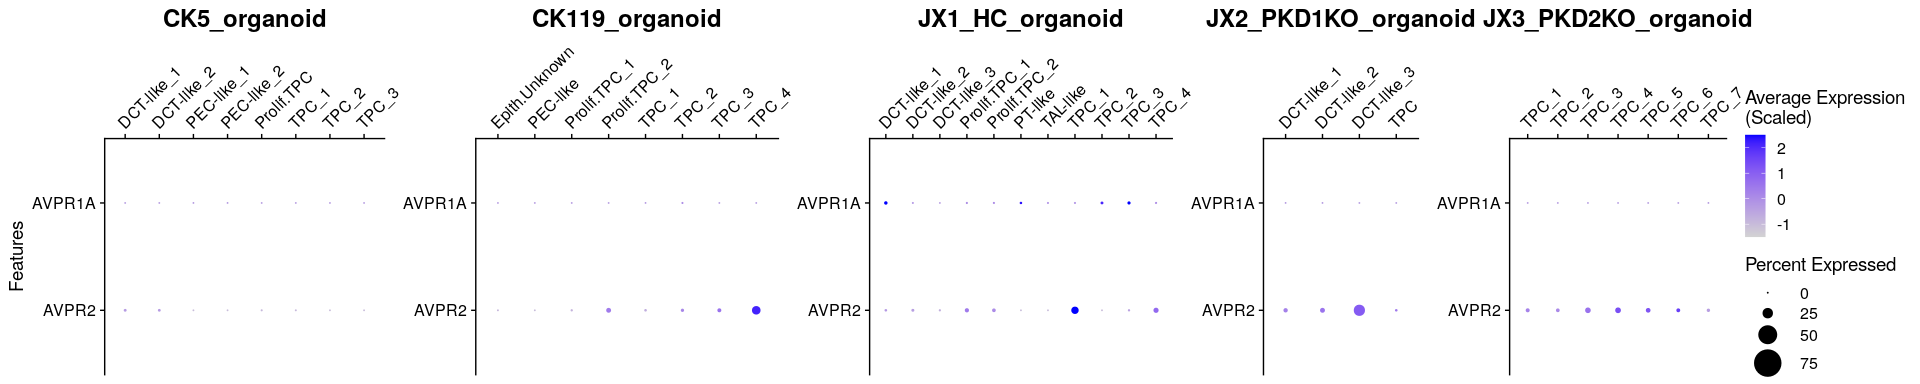 CK5_organoid
DCT-like_1
DCT-like_2
PEC-like_1
PEC-like_2
Prolif.TPC
TPC_1
TPC_2
TPC_3
Features
AVPR1A
AVPR2
CK119_organoid
Epith.Unknown
PEC-like
Prolif.TPC_1
Prolif.TPC_2
TPC_1
TPC_2
TPC_3
TPC_4
AVPR1A
AVPR2
JX1_HC_organoid
DCT-like_1
DCT-like_2
DCT-like_3
Prolif.TPC_1
Prolif.TPC_2
PT-like
TAL-like
TPC_1
TPC_2
TPC_3
TPC_4
AVPR1A
AVPR2
JX2_PKD1KO_organoid
DCT-like_1
DCT-like_2
DCT-like_3
TPC
AVPR1A
AVPR2
JX3_PKD2KO_organoid
TPC_1
TPC_2
TPC_3
TPC_4
TPC_5
TPC_6
TPC_7
AVPR1A
AVPR2
Average Expression
(Scaled)
2
1
0
-1
Percent Expressed
0
25
50
75